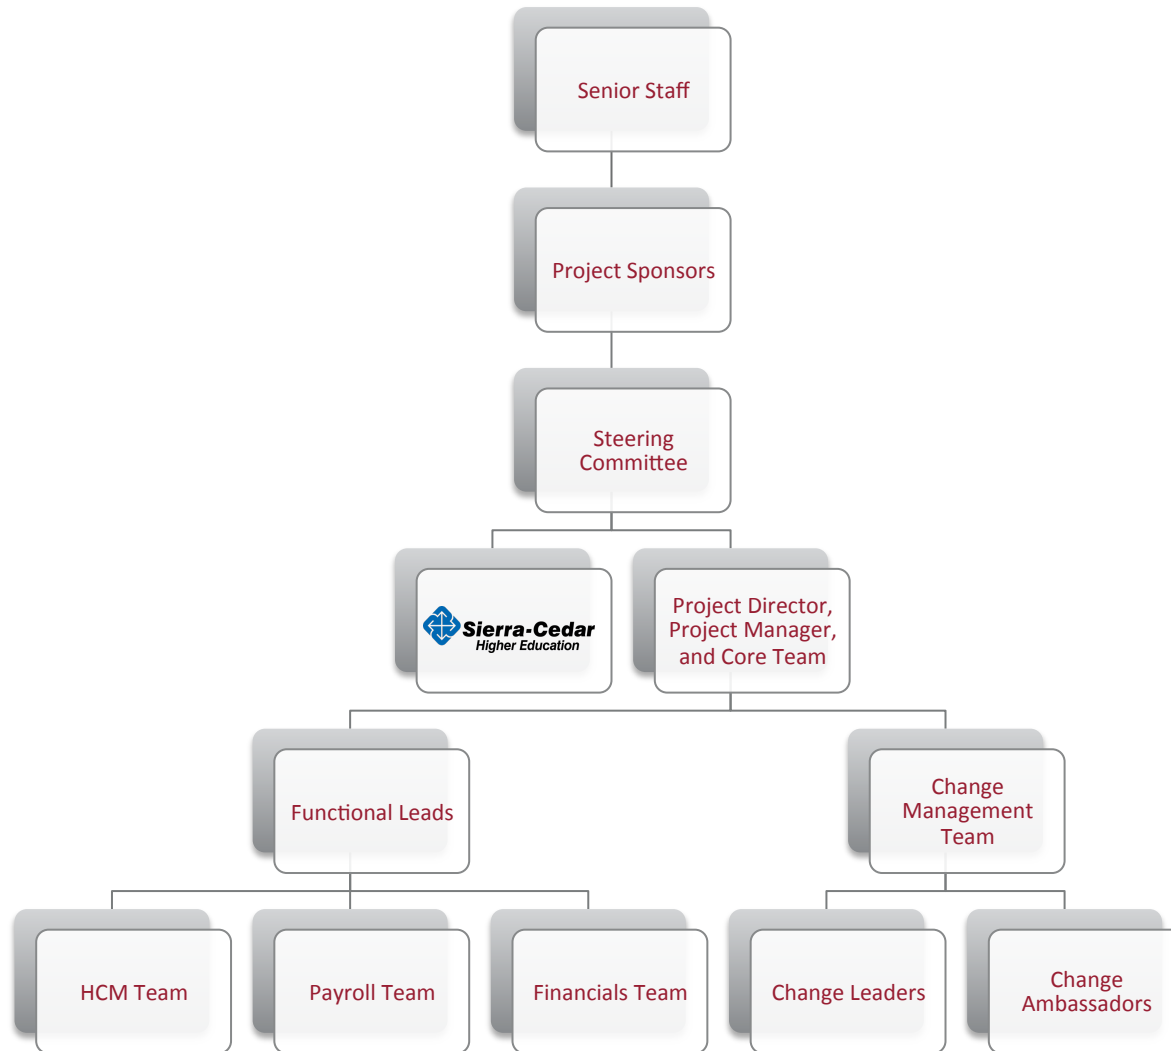 Senior Staff
Project Sponsors
Steering
Committee
Sierra-Cedar
Higher Education
Project Director,
Project Manager,
and Core Team
Functional Leads
Change
Management
Team
HCM Team
Payroll Team
Financials Team
Change Leaders
Change
Ambassadors